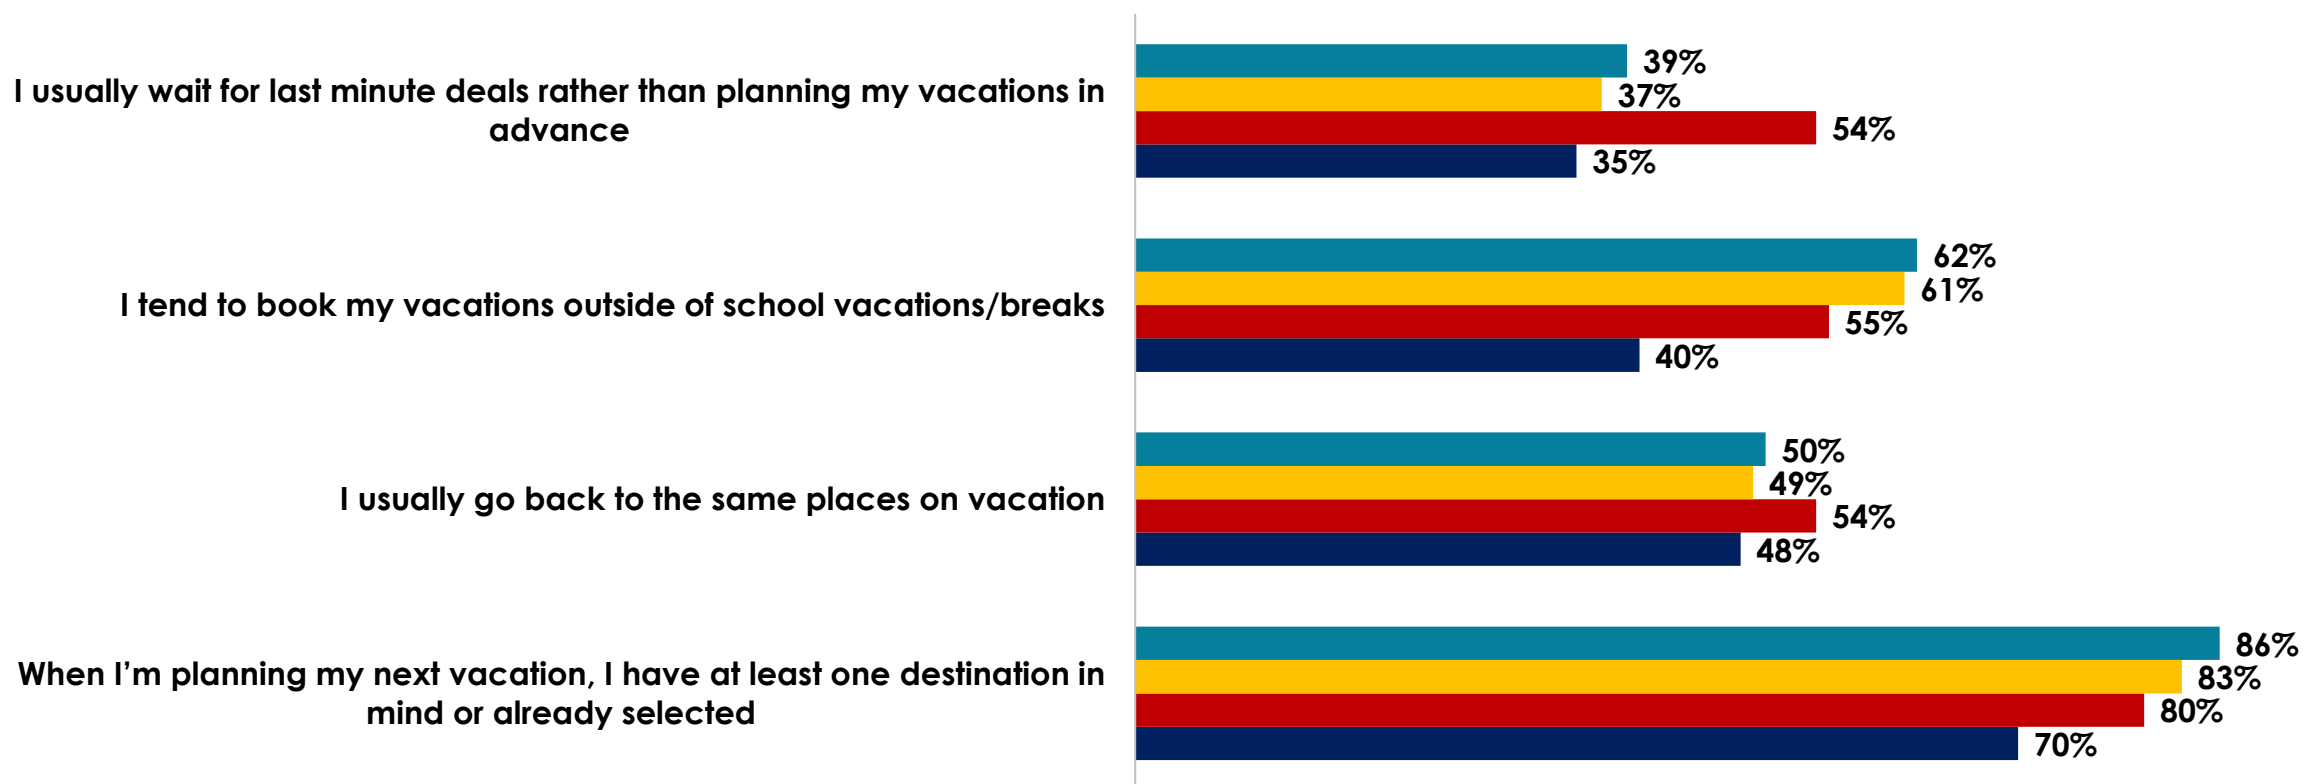 I usually wait for last minute deals rather than planning my vacations in
advance
39%
37%
54%
35%
I tend to book my vacations outside of school vacations/breaks
62%
61%
55%
40%
I usually go back to the same places on vacation
50%
49%
54%
48%
When I’m planning my next vacation, I have at least one destination in
mind or already selected
86%
83%
80%
70%